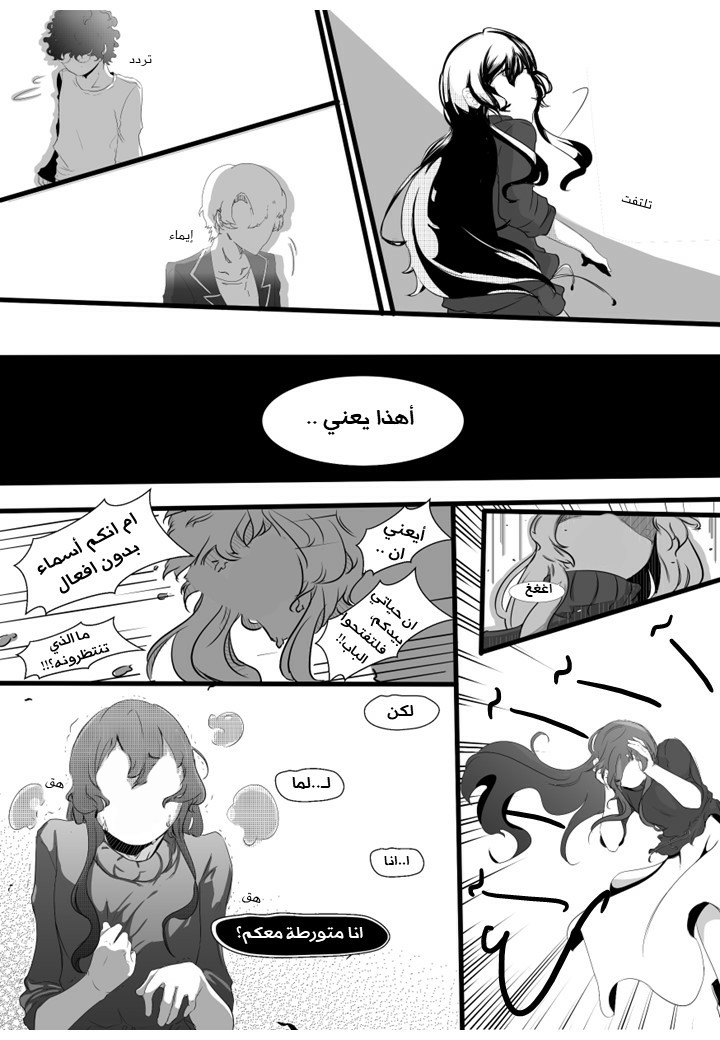 تلتفت
تردد
إيماء
أهذا يعني ..
اغغغ
أيعني
ان ..
ان حياتي
بيدكم،
فلتفتحوا
الباب!!
ام انكم أسماء
بدون افعال
ما الذي
تنتظرونه؟!!
لكن
لـ..لما
هق
ا..انا
هق
انا متورطة معكم؟